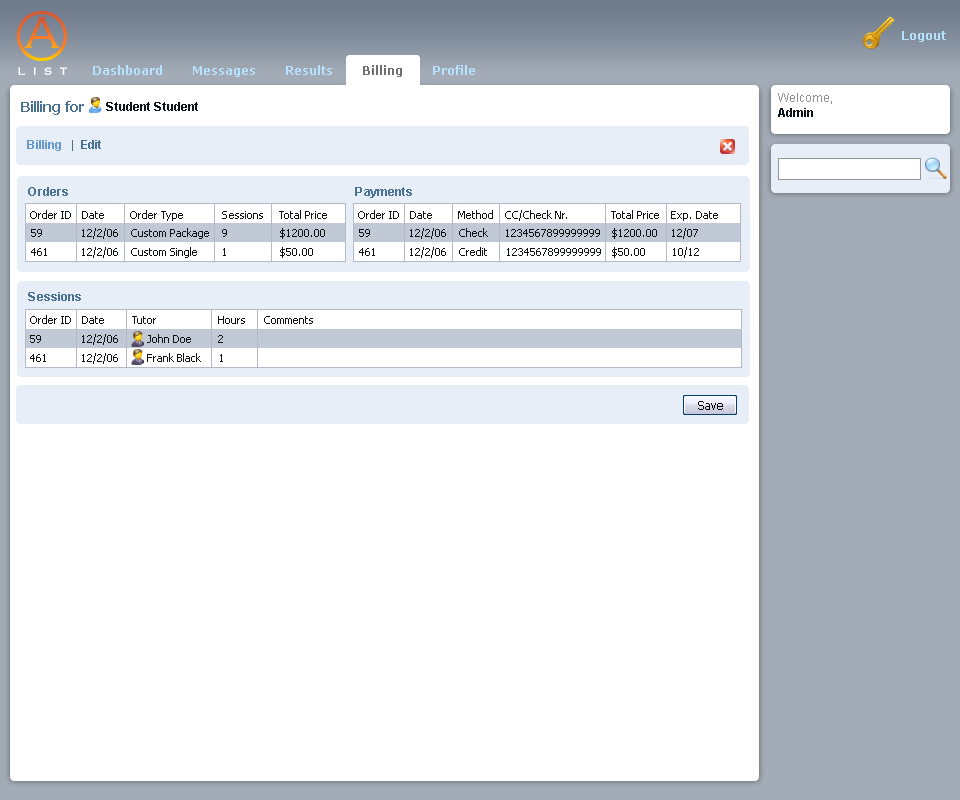 A
LIST
Dashboard Messages Results Billing Profile
Logout
Billing for Student Student
Welcome,
Admin
Billing | Edit
Orders
Order ID Date Order Type Sessions Total Price
59 12/2/06 Custom Package 9 $1200.00
461 12/2/06 Custom Single 1 $50.00
Payments
Order ID Date Method CC/Check Nr. Total Price Exp. Date
59 12/2/06 Check 1234567899999999 $1200.00 12/07
461 12/2/06 Credit 1234567899999999 $50.00 10/12
Sessions
Order ID Date Tutor Hours Comments
59 12/2/06 John Doe 2
461 12/2/06 Frank Black 1
Save